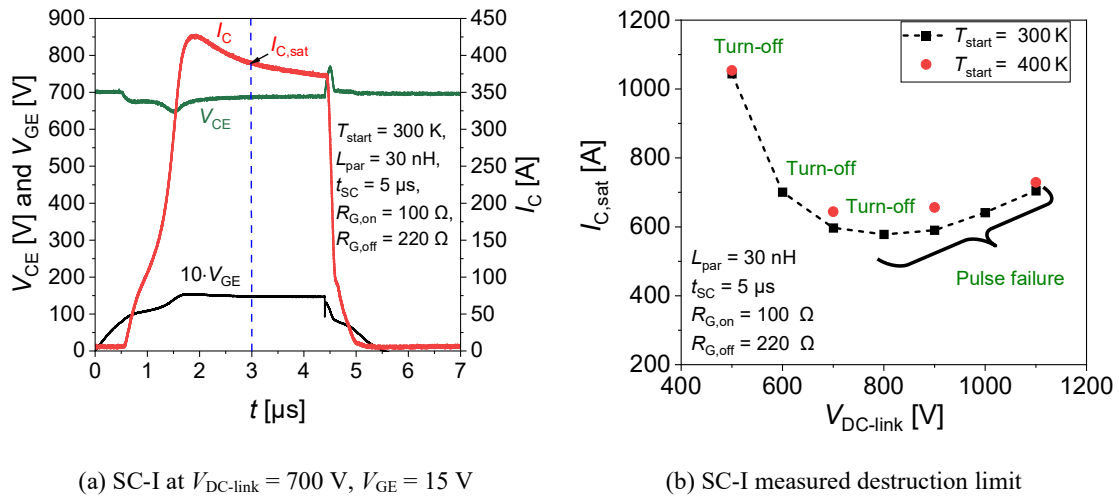 900
800
700
600
500
400
300
200
100
0
V_CE [V] and V_GE [V]
I_C
I_C,sat
V_CE
T_start = 300 K,
L_par = 30 nH,
t_SC = 5 µs,
R_G,on = 100 Ω,
R_G,off = 220 Ω
10·V_GE
450
400
350
300
250
200
150
100
50
0
I_C [A]
0 1 2 3 4 5 6 7
t [µs]
(a) SC-I at V_DC-link = 700 V, V_GE = 15 V
1200
1000
800
600
400
200
I_C,sat [A]
T_start = 300 K
T_start = 400 K
Turn-off
Turn-off
Turn-off
Pulse failure
L_par = 30 nH
t_SC = 5 µs
R_G,on = 100 Ω
R_G,off = 220 Ω
400 600 800 1000 1200
V_DC-link [V]
(b) SC-I measured destruction limit